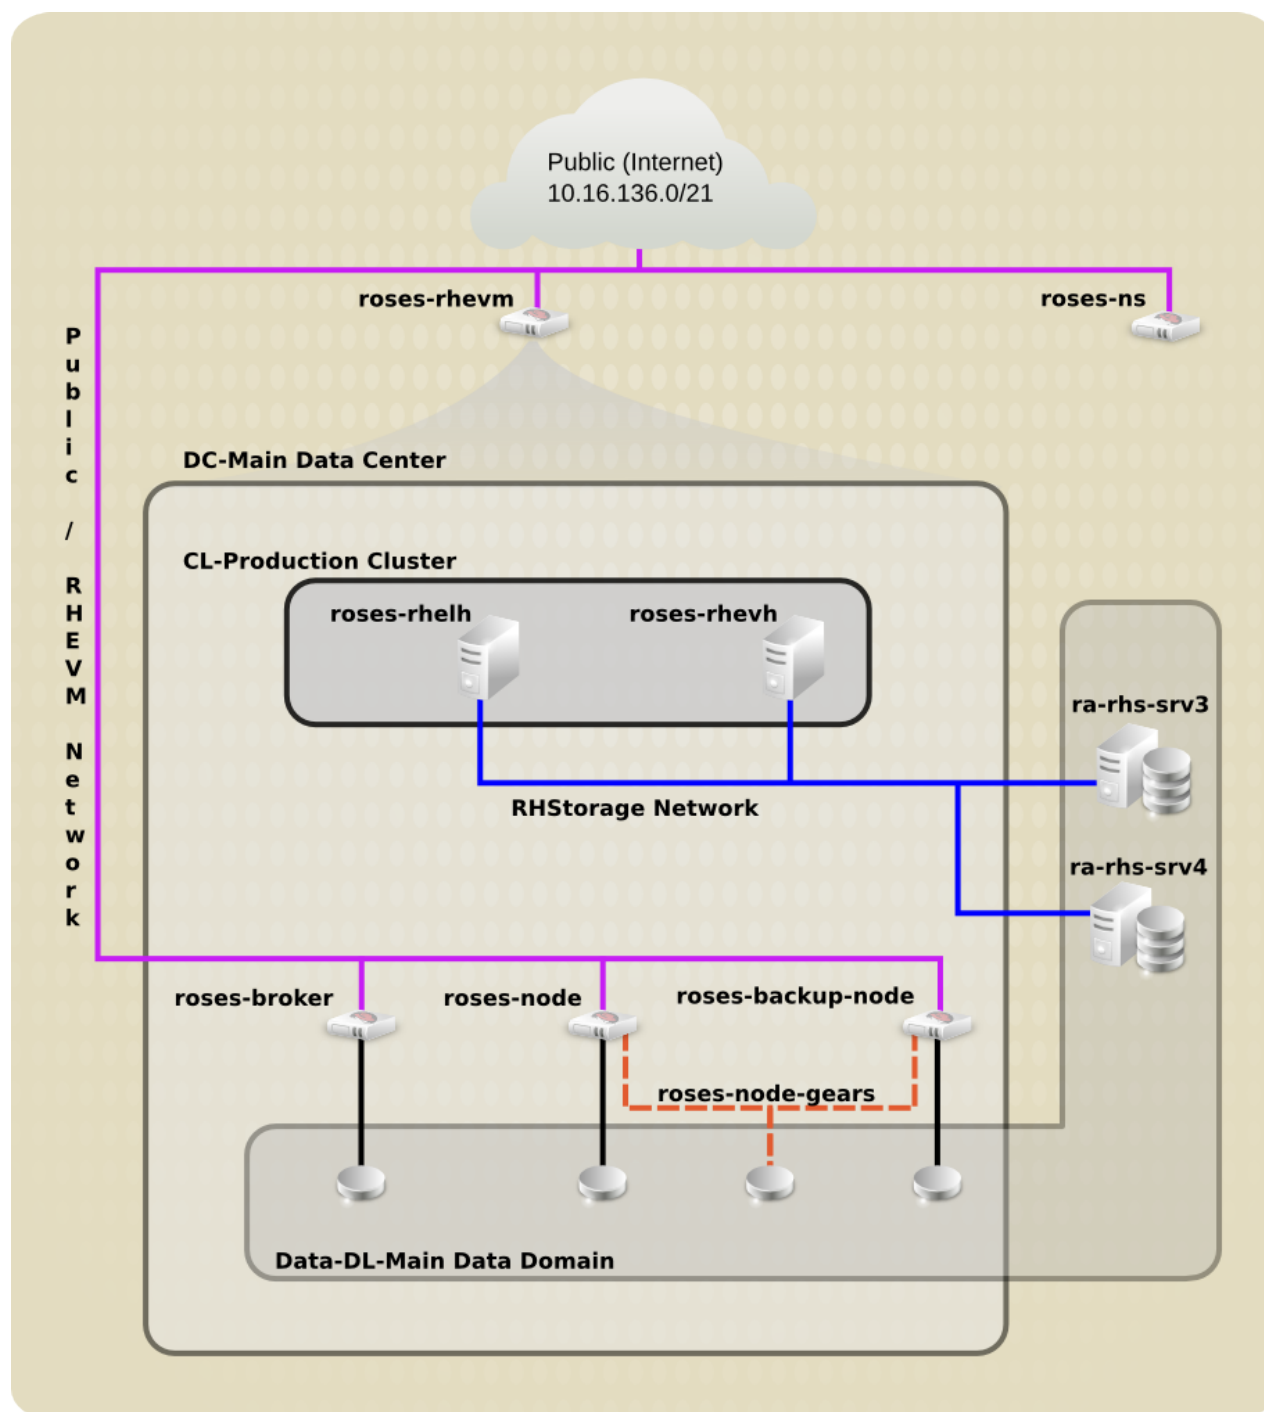 Public (Internet)
10.16.136.0/21
roses-rhevm
roses-ns
Public / RHEVM Network
DC-Main Data Center
CL-Production Cluster
roses-rhelh
roses-rhevh
ra-rhs-srv3
RHStorage Network
ra-rhs-srv4
roses-broker
roses-node
roses-backup-node
roses-node-gears
Data-DL-Main Data Domain